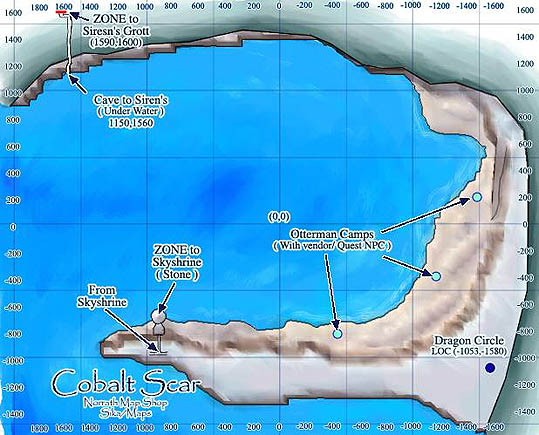 1800 1600 1400 1200 1000 800 600 400 200 0 -200 -400 -600 -800 -1000 -1200 -1400 -1600
ZONE to
Siresn's Grott
(1590,1600)
Cave to Siren's
( Under Water )
1150,1560
(0,0)
Otterman Camps
( With vendor/ Quest NPC )
ZONE to
Skyshrine
( Stone )
From
Skyshrine
Dragon Circle
LOC (-1053,-1580)
Cobalt Scar
Norrath Map Shop
Sika/Maps
1600
1400
1200
1000
800
600
400
200
0
-200
-400
-600
-800
-1000
-1200
-1400
1600
1400
1200
1000
800
600
400
200
0
-200
-400
-600
-800
-1000
-1200
-1400
1800 1600 1400 1200 1000 800 600 400 200 0 -200 -400 -600 -800 -1000 -1200 -1400 -1600